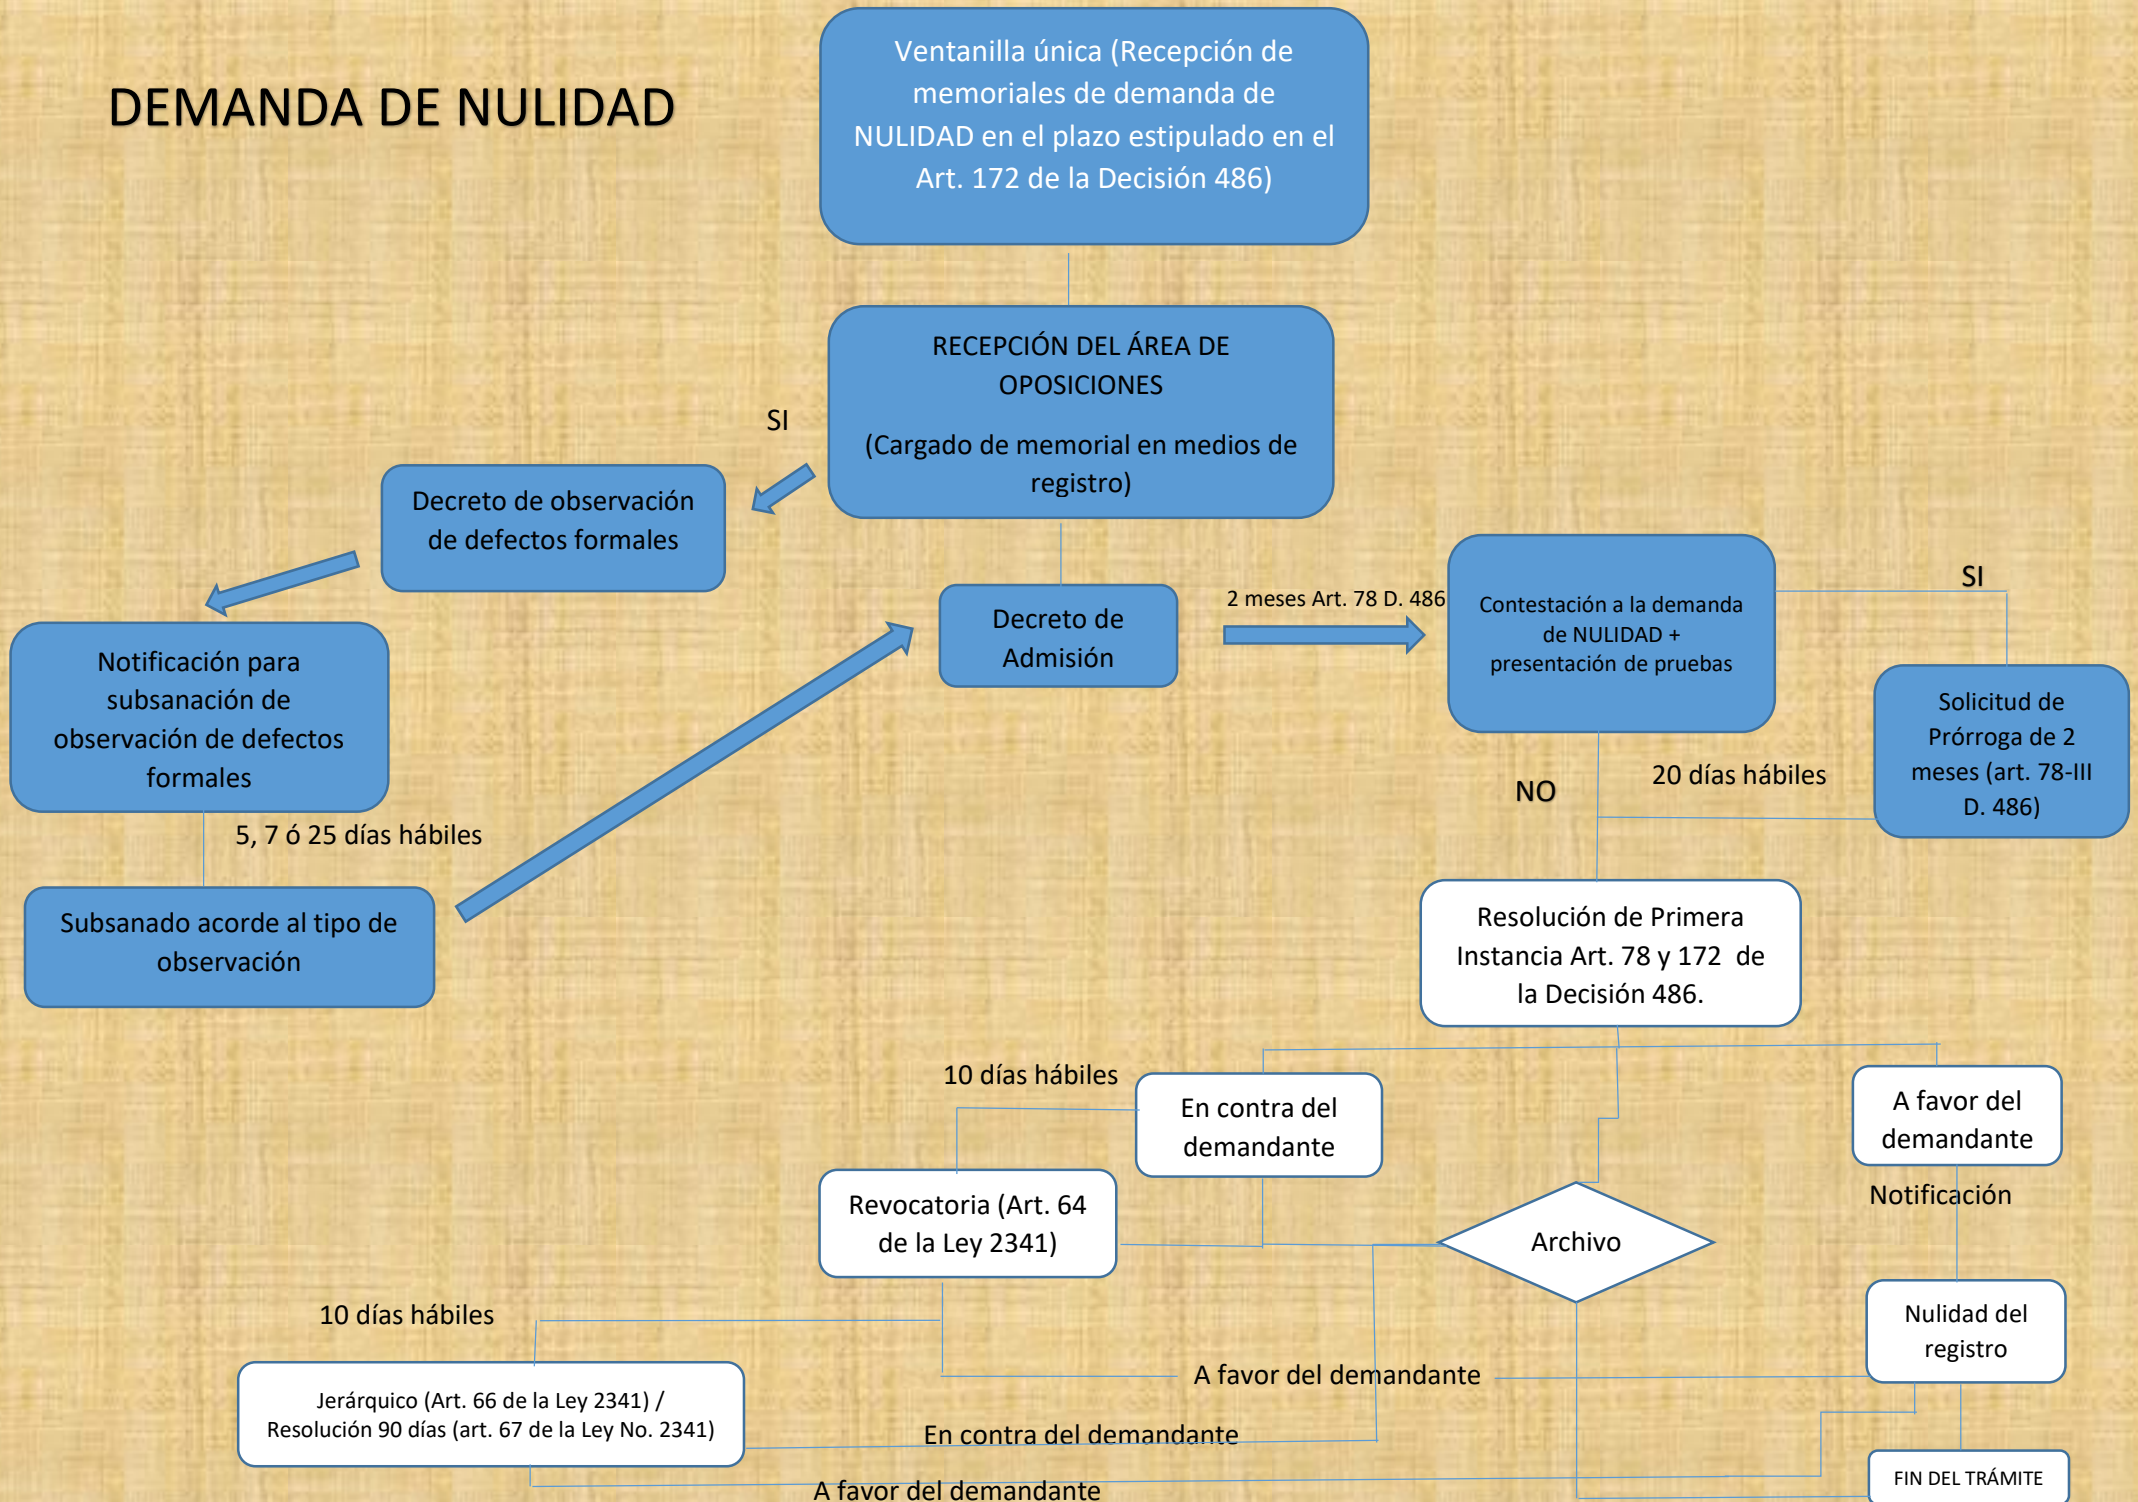 DEMANDA DE NULIDAD
Ventanilla única (Recepción de
memoriales de demanda de
NULIDAD en el plazo estipulado en el
Art. 172 de la Decisión 486)
RECEPCIÓN DEL ÁREA DE
OPOSICIONES
(Cargado de memorial en medios de
registro)
SI
Decreto de observación
de defectos formales
Notificación para
subsanación de
observación de defectos
formales
5, 7 ó 25 días hábiles
Subsanado acorde al tipo de
observación
Decreto de
Admisión
2 meses Art. 78 D. 486
Contestación a la demanda
de NULIDAD +
presentación de pruebas
SI
Solicitud de
Prórroga de 2
meses (art. 78-III
D. 486)
NO
20 días hábiles
Resolución de Primera
Instancia Art. 78 y 172 de
la Decisión 486.
10 días hábiles
En contra del
demandante
A favor del
demandante
Revocatoria (Art. 64
de la Ley 2341)
Archivo
Notificación
Nulidad del
registro
10 días hábiles
A favor del demandante
Jerárquico (Art. 66 de la Ley 2341) /
Resolución 90 días (art. 67 de la Ley No. 2341)
En contra del demandante
A favor del demandante
FIN DEL TRÁMITE